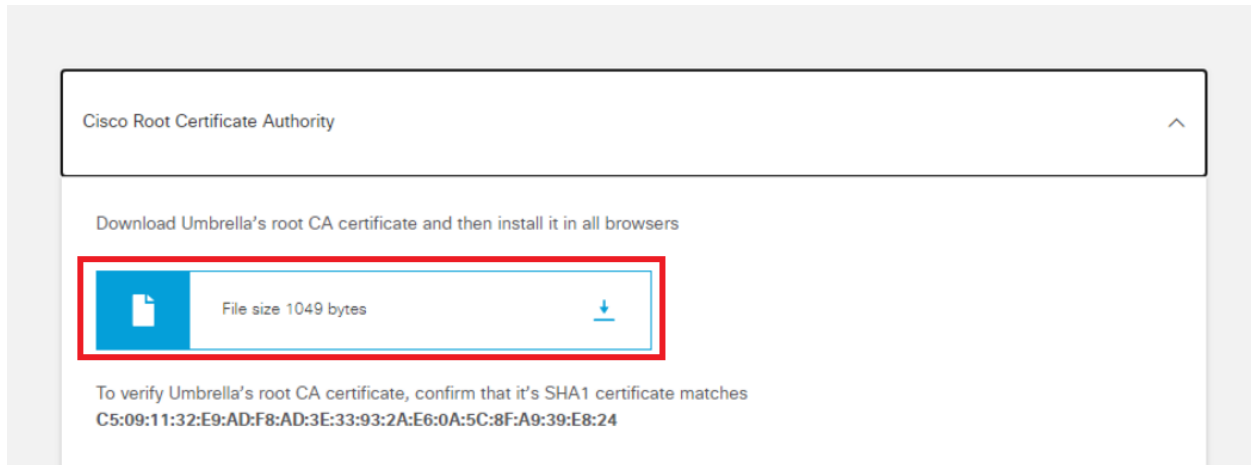 Cisco Root Certificate Authority
Download Umbrella's root CA certificate and then install it in all browsers
File size 1049 bytes
To verify Umbrella's root CA certificate, confirm that it's SHA1 certificate matches
C5:09:11:32:E9:AD:F8:AD:3E:33:93:2A:E6:0A:5C:8F:A9:39:E8:24